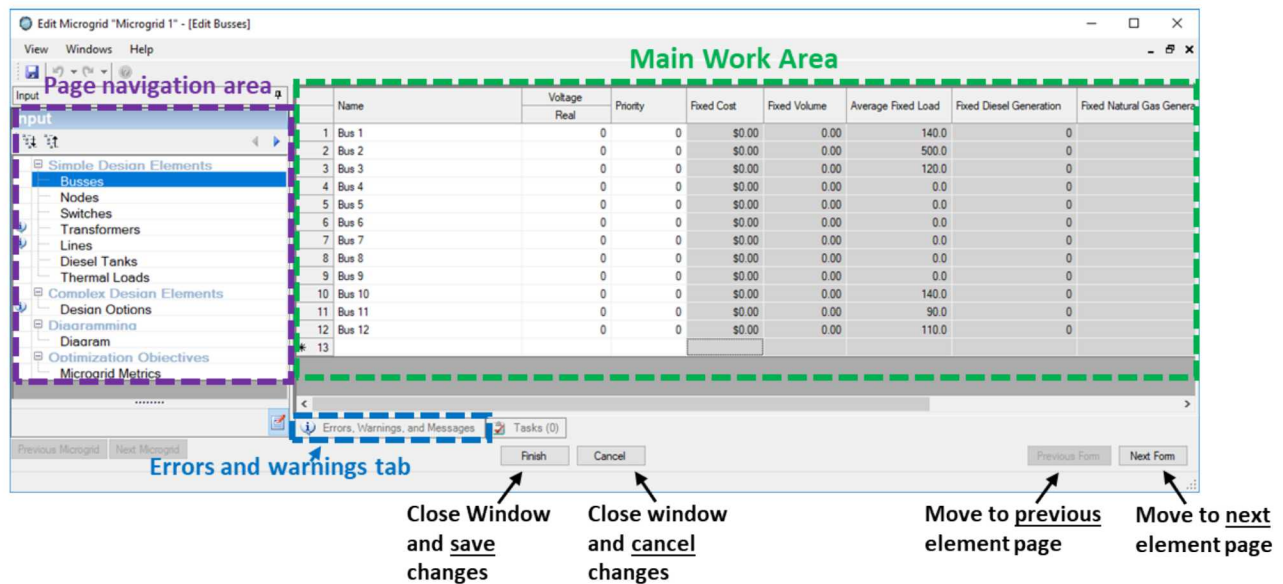 Edit Microgrid "Microgrid 1" - [Edit Busses]
View Windows Help
Main Work Area
Page navigation area
Input
Input
Name Voltage Real Priority Fixed Cost Fixed Volume Average Fixed Load Fixed Diesel Generation Fixed Natural Gas Genera
1 Bus 1 0 0 $0.00 0.00 140.0 0
2 Bus 2 0 0 $0.00 0.00 500.0 0
3 Bus 3 0 0 $0.00 0.00 120.0 0
4 Bus 4 0 0 $0.00 0.00 0.0 0
5 Bus 5 0 0 $0.00 0.00 0.0 0
6 Bus 6 0 0 $0.00 0.00 0.0 0
7 Bus 7 0 0 $0.00 0.00 0.0 0
8 Bus 8 0 0 $0.00 0.00 0.0 0
9 Bus 9 0 0 $0.00 0.00 0.0 0
10 Bus 10 0 0 $0.00 0.00 140.0 0
11 Bus 11 0 0 $0.00 0.00 90.0 0
12 Bus 12 0 0 $0.00 0.00 110.0 0
* 13
Simple Design Elements
Busses
Nodes
Switches
Transformers
Lines
Diesel Tanks
Thermal Loads
Complex Design Elements
Design Options
Diagramming
Diagram
Optimization Objectives
Microgrid Metrics
Errors, Warnings, and Messages Tasks (0)
Previous Microgrid Next Microgrid
Errors and warnings tab
Finish Cancel Previous Form Next Form
Close Window
and save
changes
Close window
and cancel
changes
Move to previous
element page
Move to next
element page